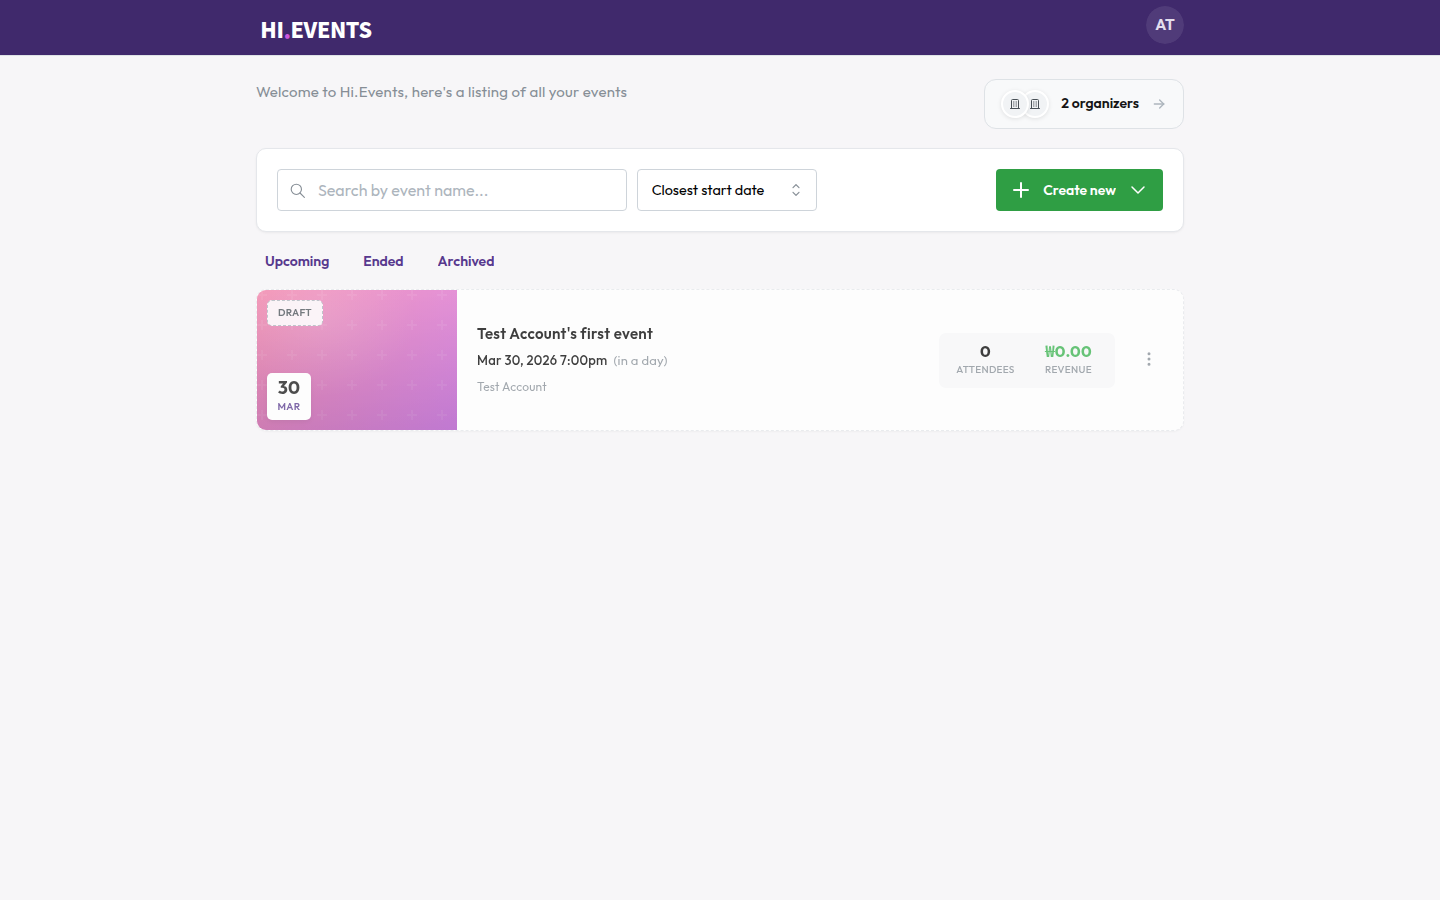 HI.EVENTS
AT
Welcome to Hi.Events, here's a listing of all your events
2 organizers
Search by event name...
Closest start date
Create new
Upcoming
Ended
Archived
DRAFT
30
MAR
Test Account's first event
Mar 30, 2026 7:00pm (in a day)
Test Account
0
ATTENDEES
₩0.00
REVENUE